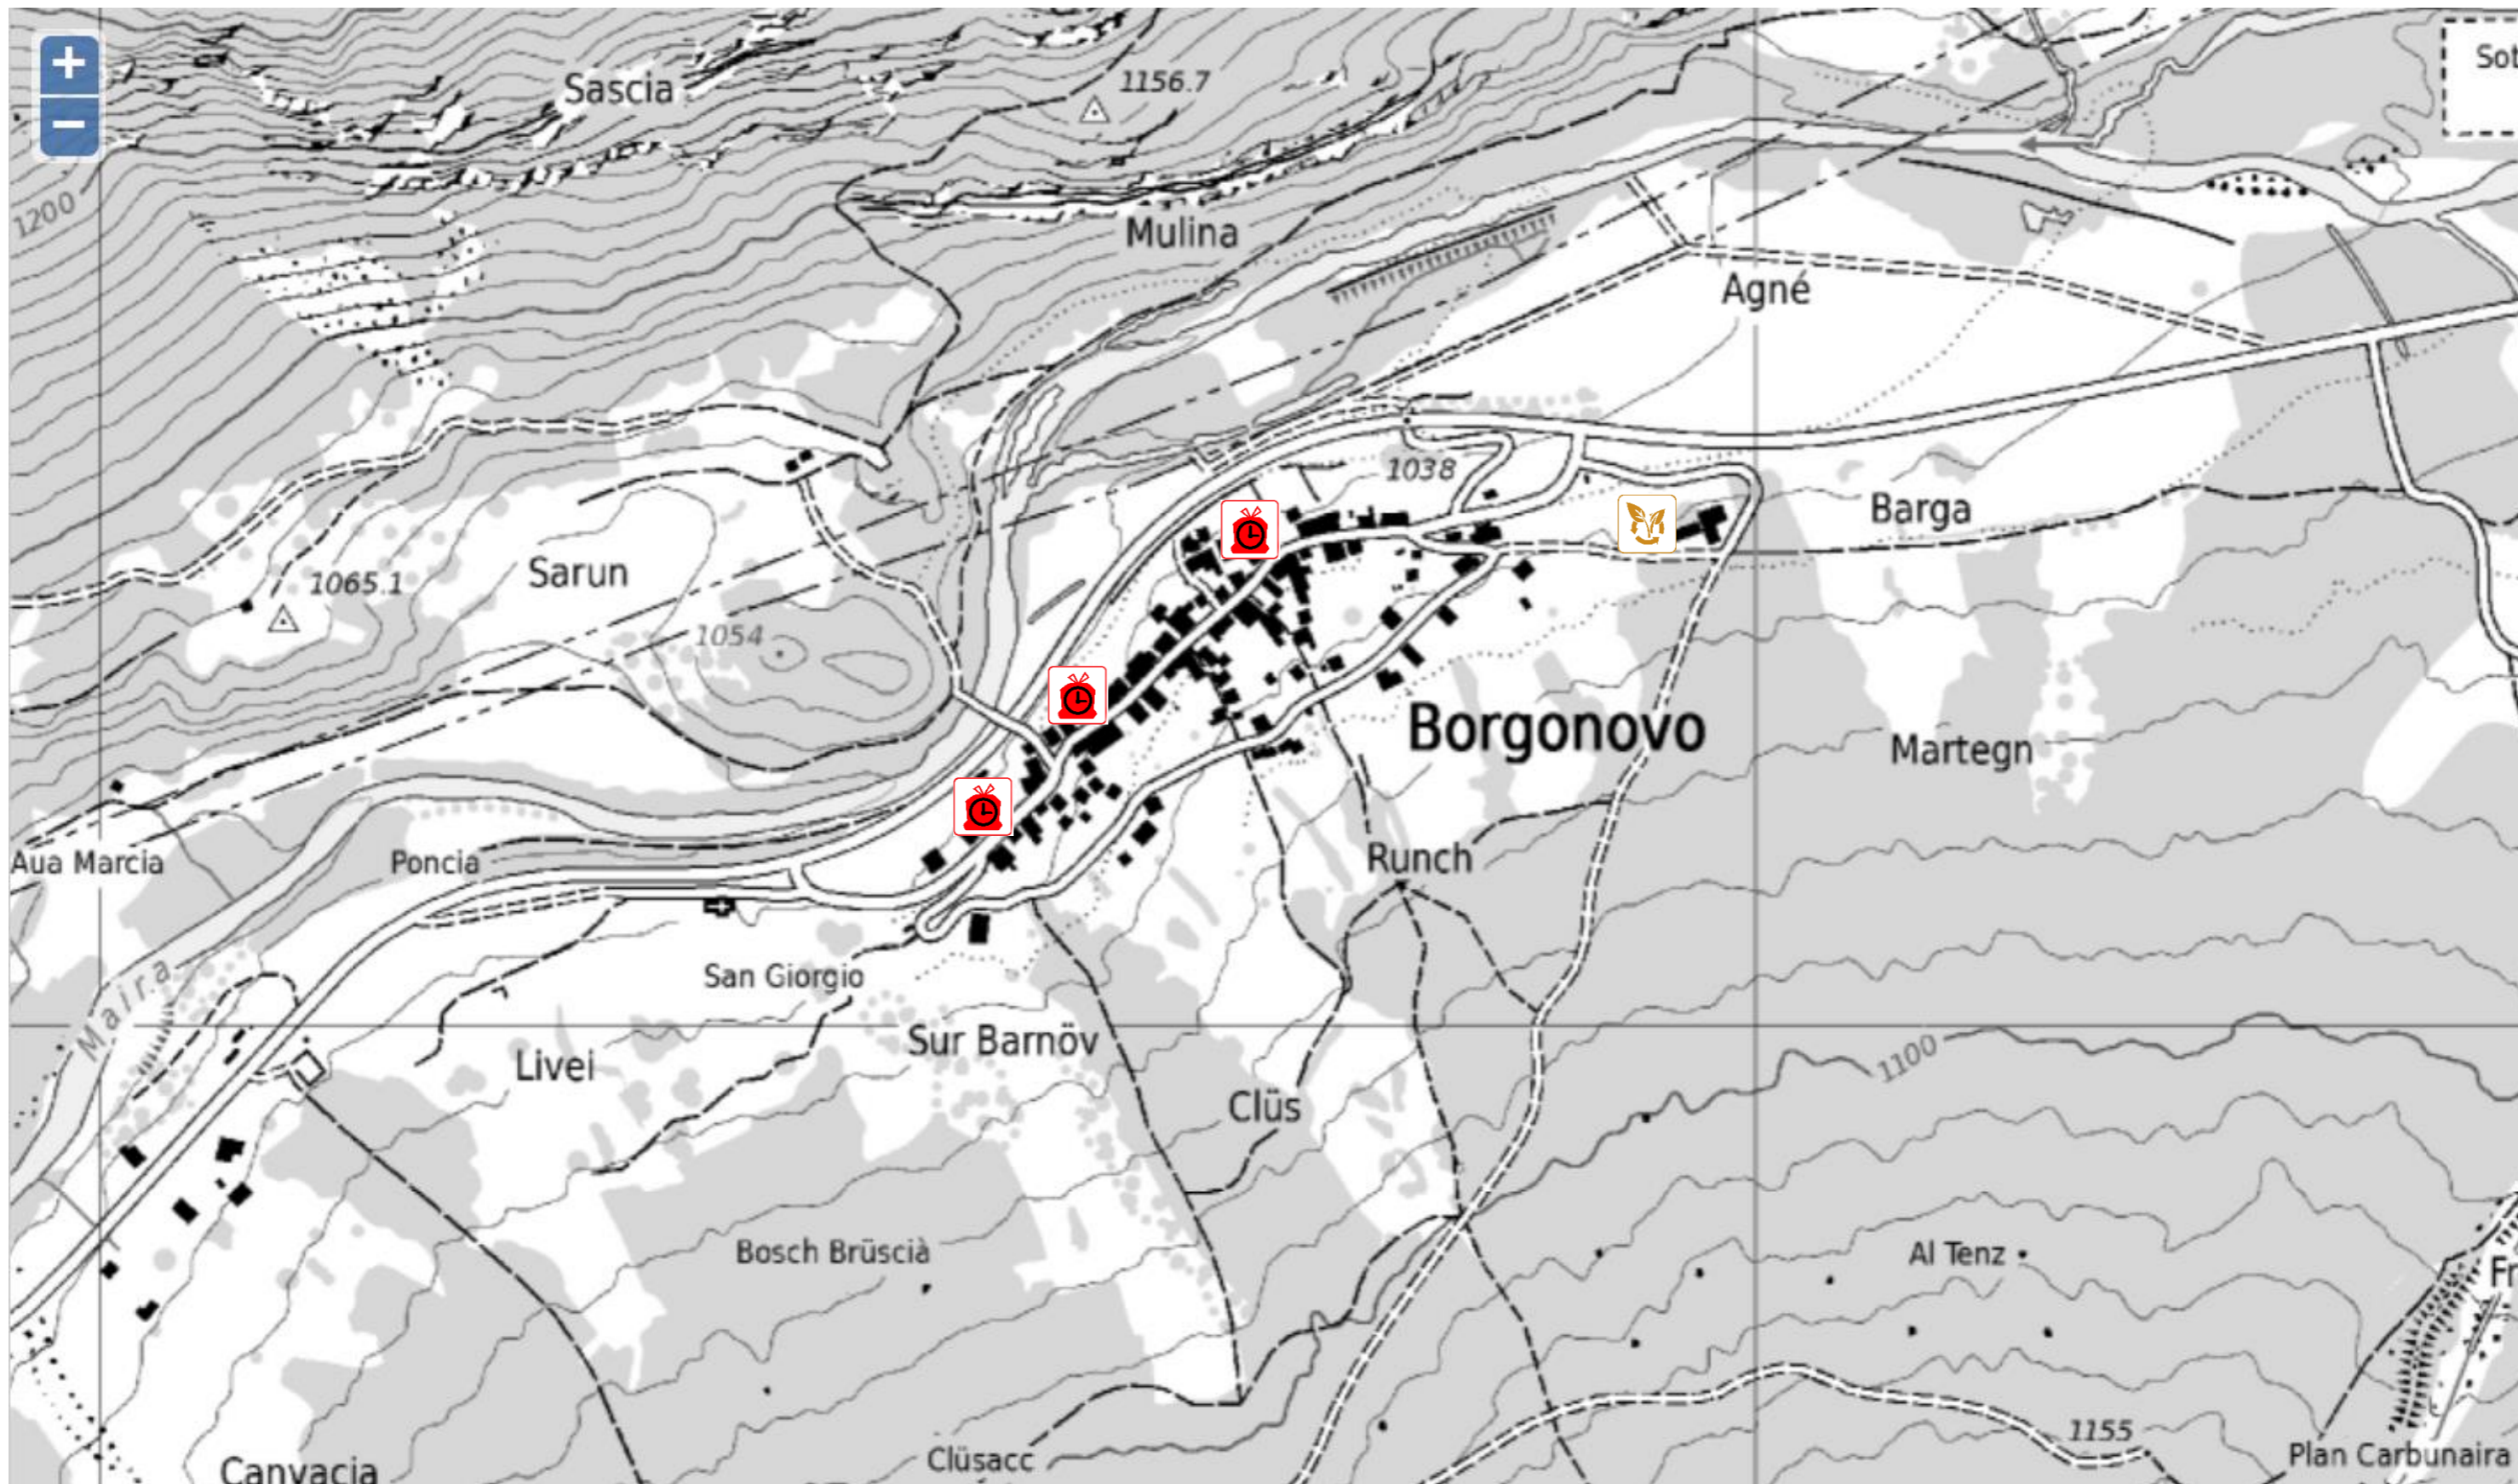 +
−
Sascia
1156.7
Sot
1200
Mulina
Agné
1038
Barga
1065.1
Sarun
1054
Borgonovo
Martegn
Aua Marcia
Poncia
Runch
San Giorgio
Maira
Sur Barnöv
Livei
1100
Clüs
Bosch Brüscià
Al Tenz
Fr
1155
Plan Carbunaira
Clüsacc
Canvacia